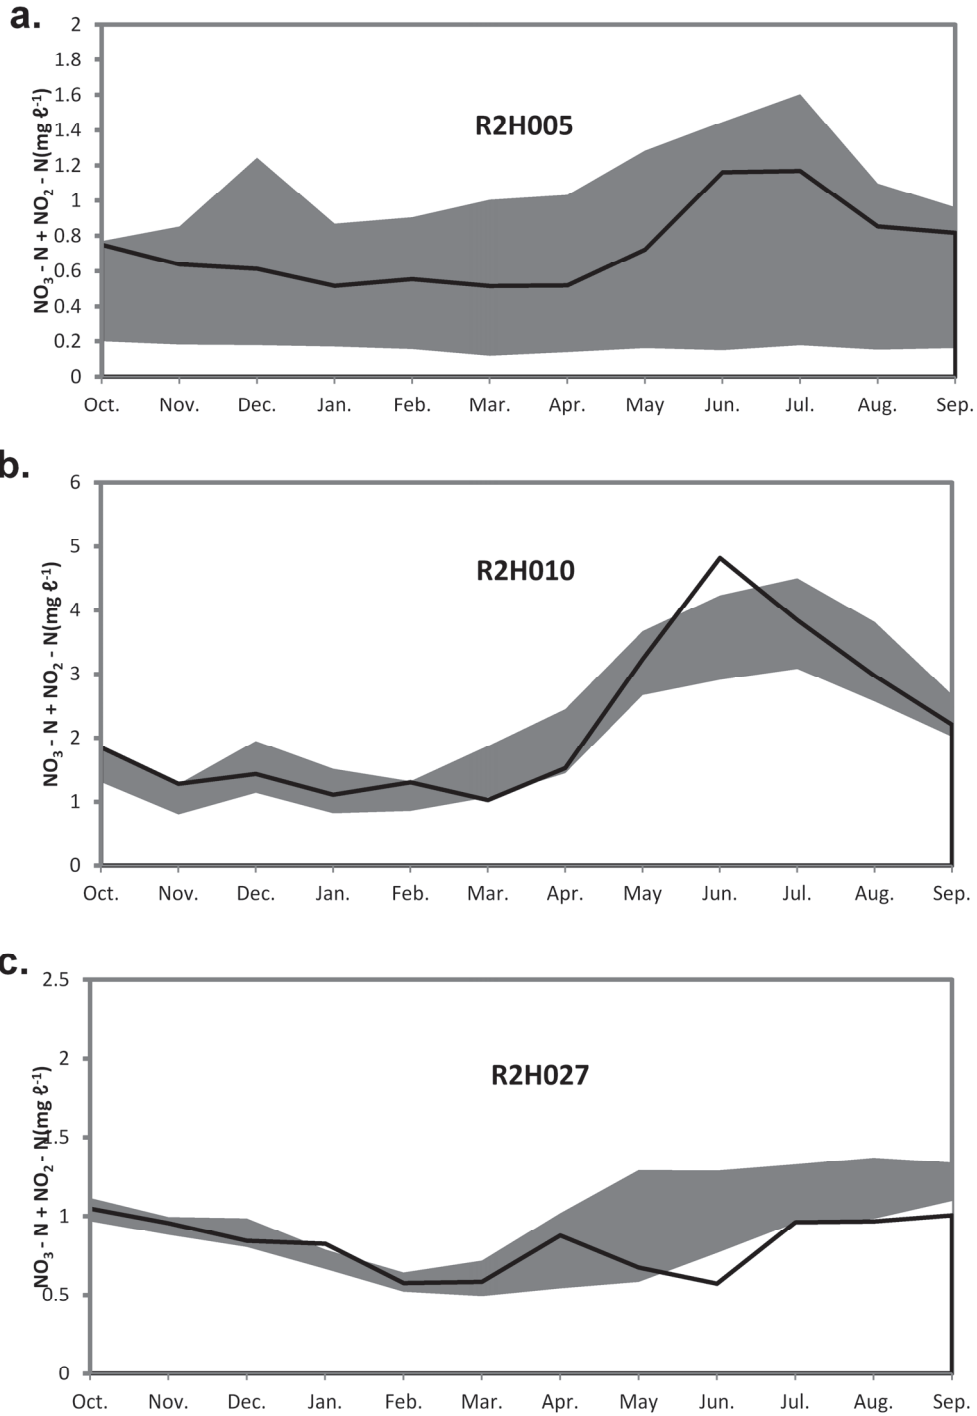 a.
R2H005
NO3 - N + NO2 - N(mg ℓ-1)
2
1.8
1.6
1.4
1.2
1
0.8
0.6
0.4
0.2
0
Oct. Nov. Dec. Jan. Feb. Mar. Apr. May Jun. Jul. Aug. Sep.
b.
R2H010
NO3 - N + NO2 - N(mg ℓ-1)
6
5
4
3
2
1
0
Oct. Nov. Dec. Jan. Feb. Mar. Apr. May Jun. Jul. Aug. Sep.
c.
R2H027
NO3 - N + NO2 - N(mg ℓ-1)
2.5
2
1.5
1
0.5
0
Oct. Nov. Dec. Jan. Feb. Mar. Apr. May Jun. Jul. Aug. Sep.